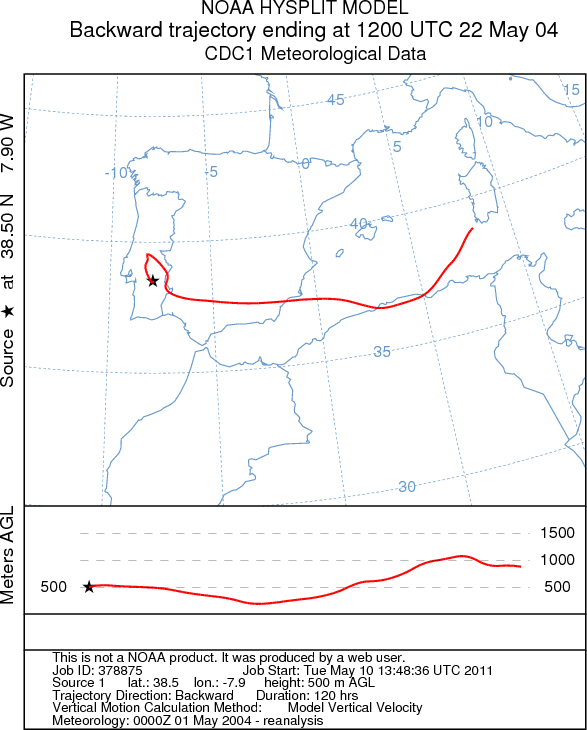 NOAA HYSPLIT MODEL
Backward trajectory ending at 1200 UTC 22 May 04
CDC1 Meteorological Data
Source ★ at 38.50 N 7.90 W
15
45
10
5
0
-5
-10
40
35
30
Meters AGL
1500
1000
500 500
This is not a NOAA product. It was produced by a web user.
Job ID: 378875 Job Start: Tue May 10 13:48:36 UTC 2011
Source 1 lat.: 38.5 lon.: -7.9 height: 500 m AGL
Trajectory Direction: Backward Duration: 120 hrs
Vertical Motion Calculation Method: Model Vertical Velocity
Meteorology: 0000Z 01 May 2004 - reanalysis